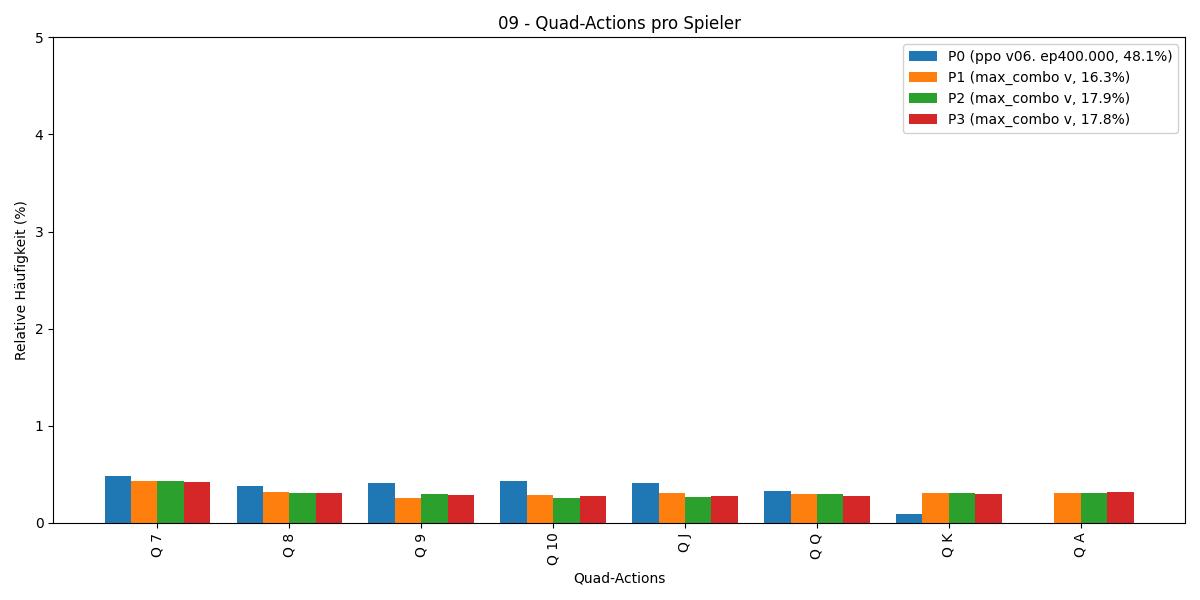 09 - Quad-Actions pro Spieler
P0 (ppo v06. ep400.000, 48.1%)
P1 (max_combo v, 16.3%)
P2 (max_combo v, 17.9%)
P3 (max_combo v, 17.8%)
Relative Häufigkeit (%)
5
4
3
2
1
0
Q 7
Q 8
Q 9
Q 10
Q J
Q Q
Q K
Q A
Quad-Actions